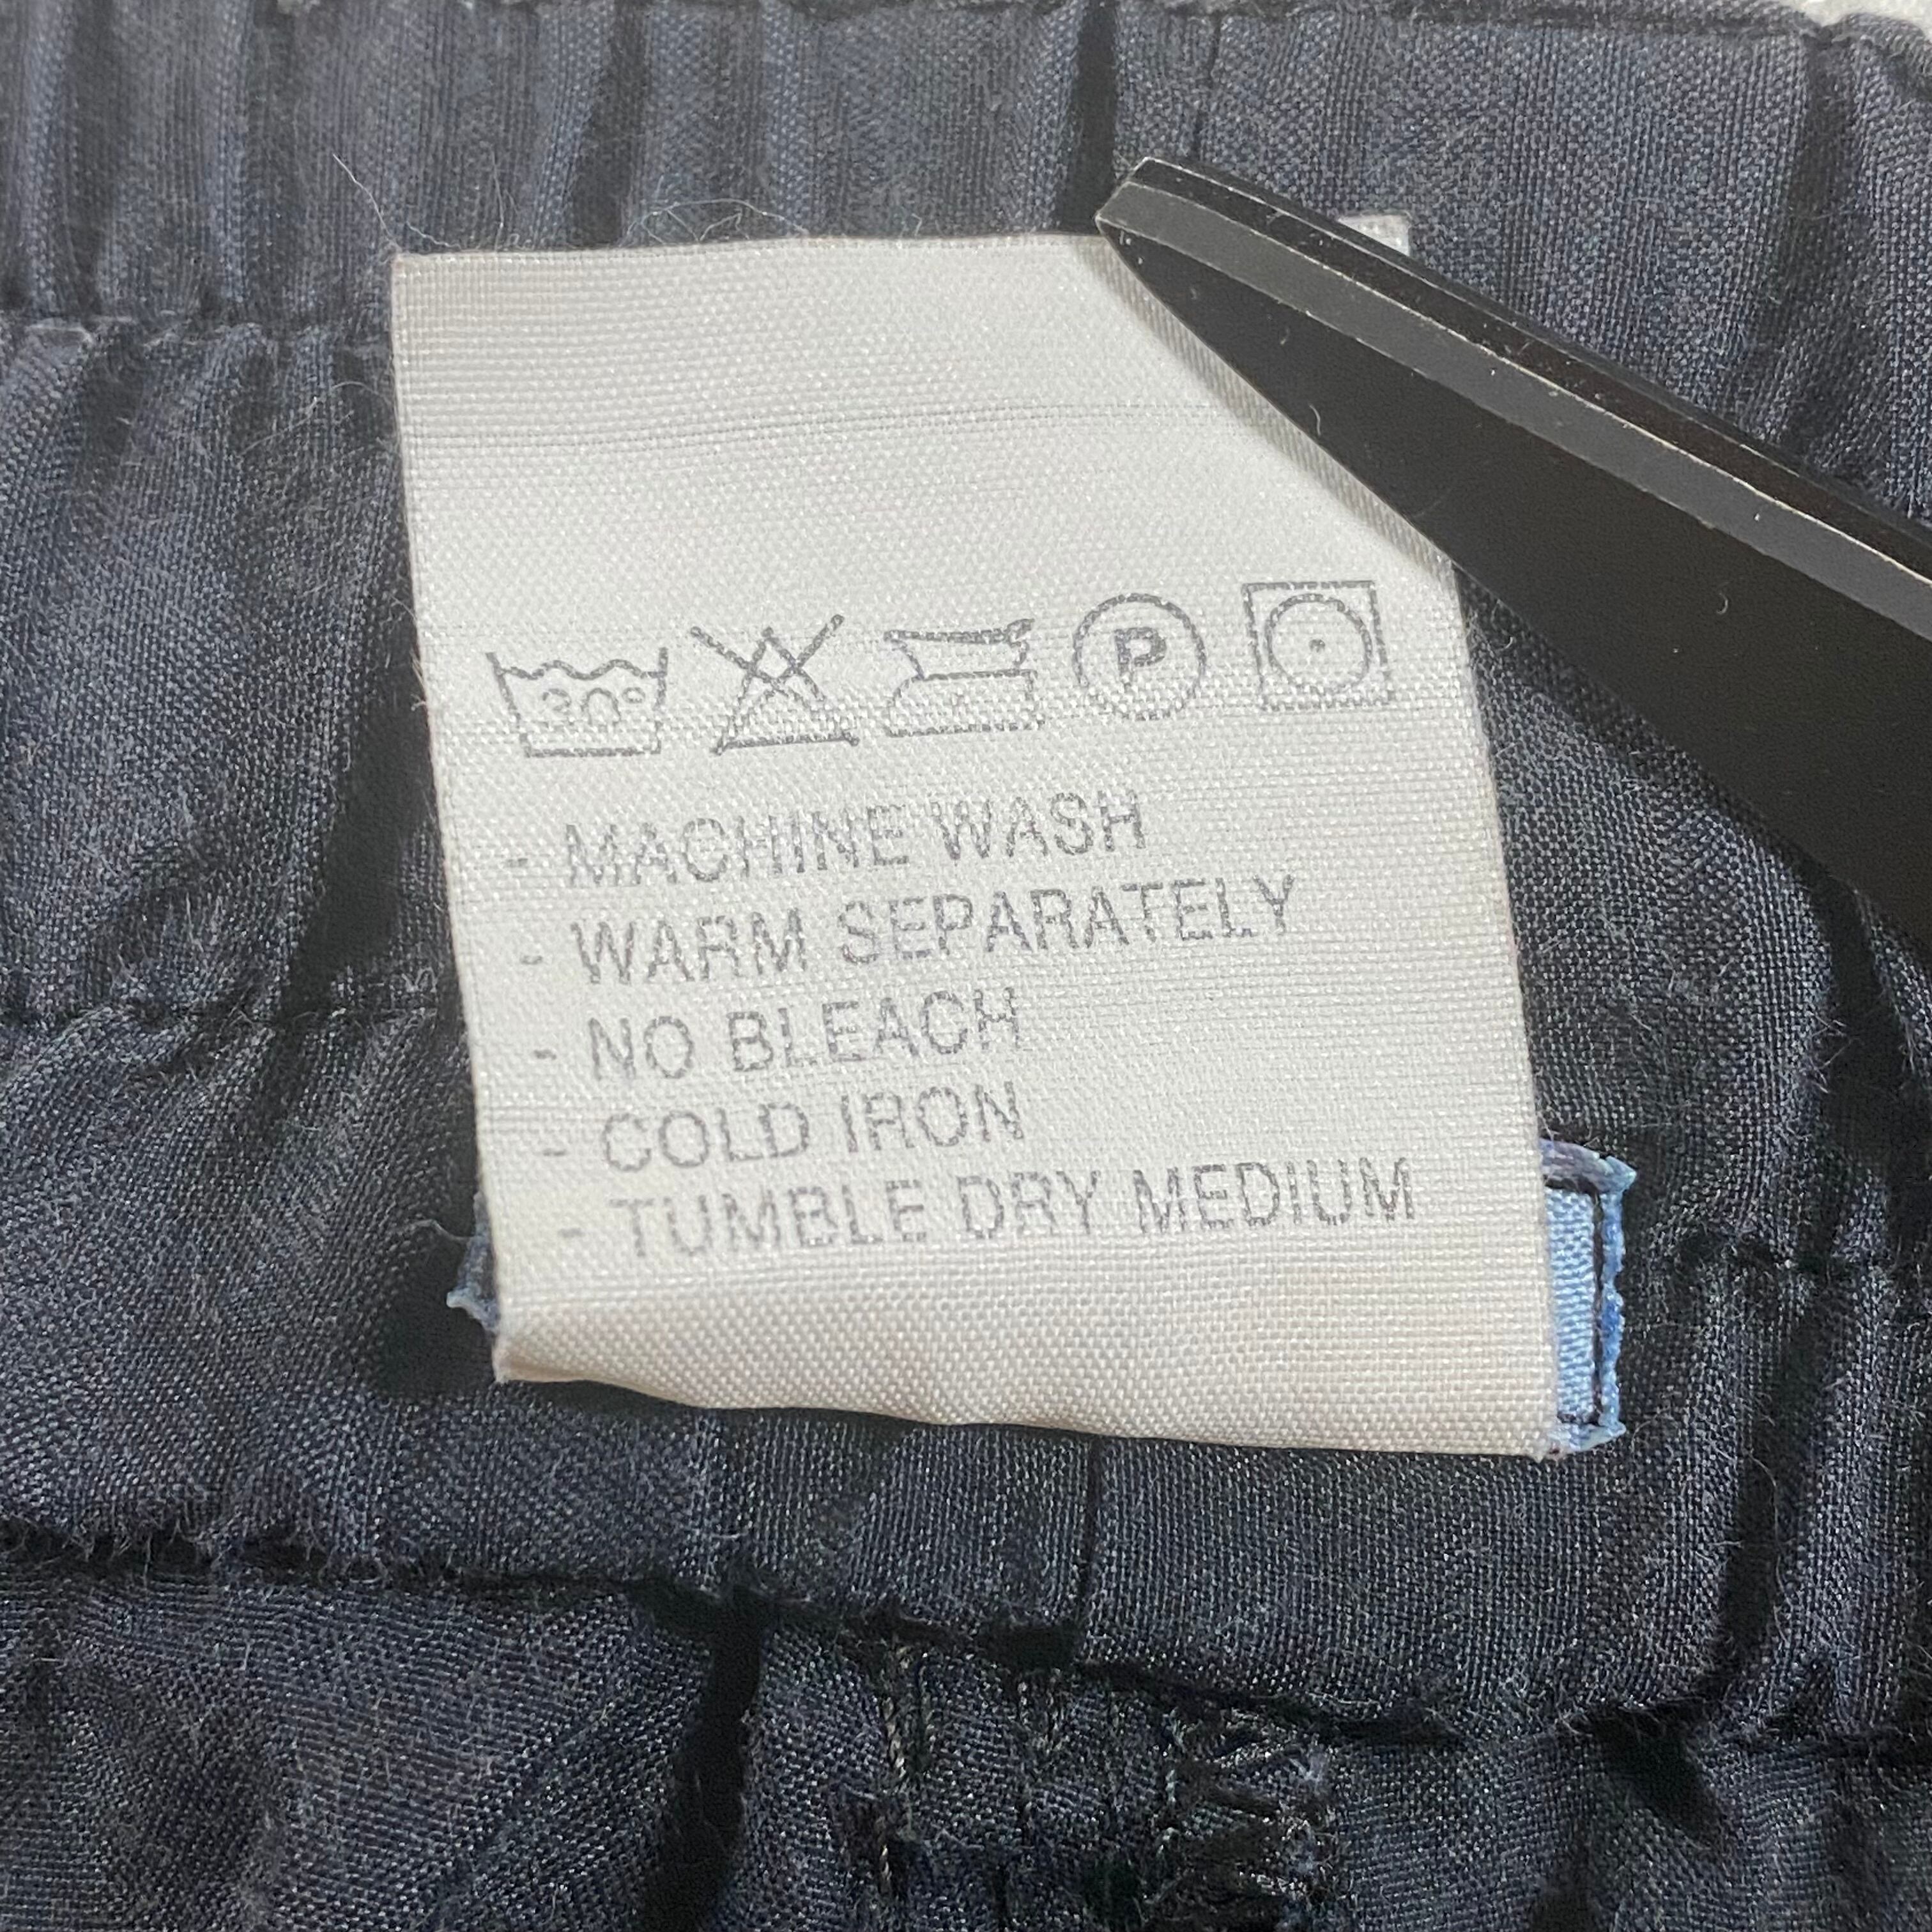 30° P
- MACHINE WASH
- WARM SEPARATELY
- NO BLEACH
- COLD IRON
- TUMBLE DRY MEDIUM